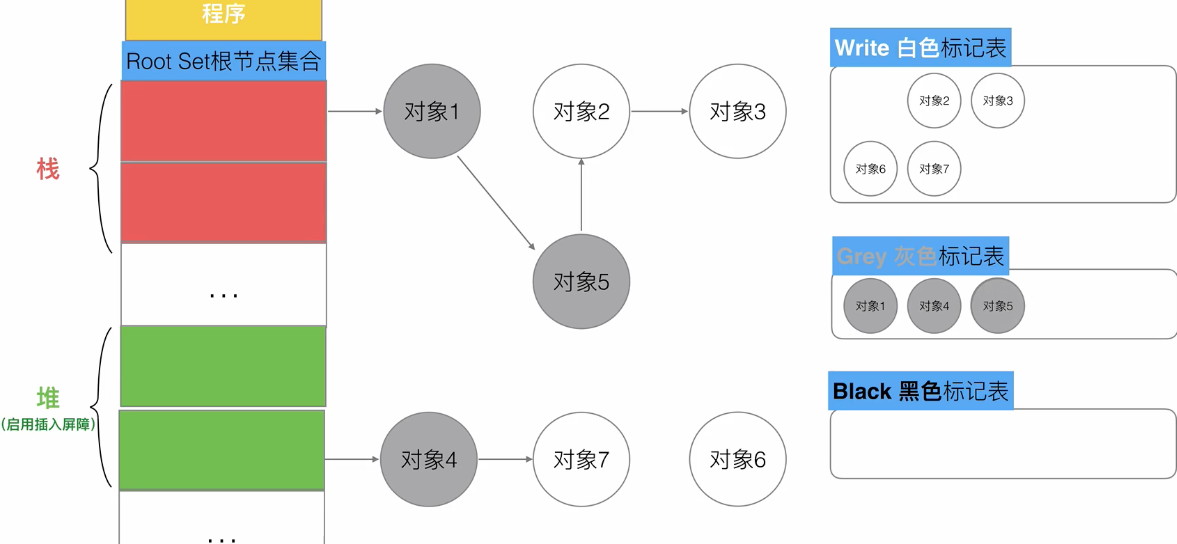 程序
Root Set根节点集合
栈
...
堆
(启用插入屏障)
...
对象1
对象2
对象3
对象5
对象4
对象7
对象6
Write 白色标记表
对象2
对象3
对象6
对象7
Grey 灰色标记表
对象1
对象4
对象5
Black 黑色标记表